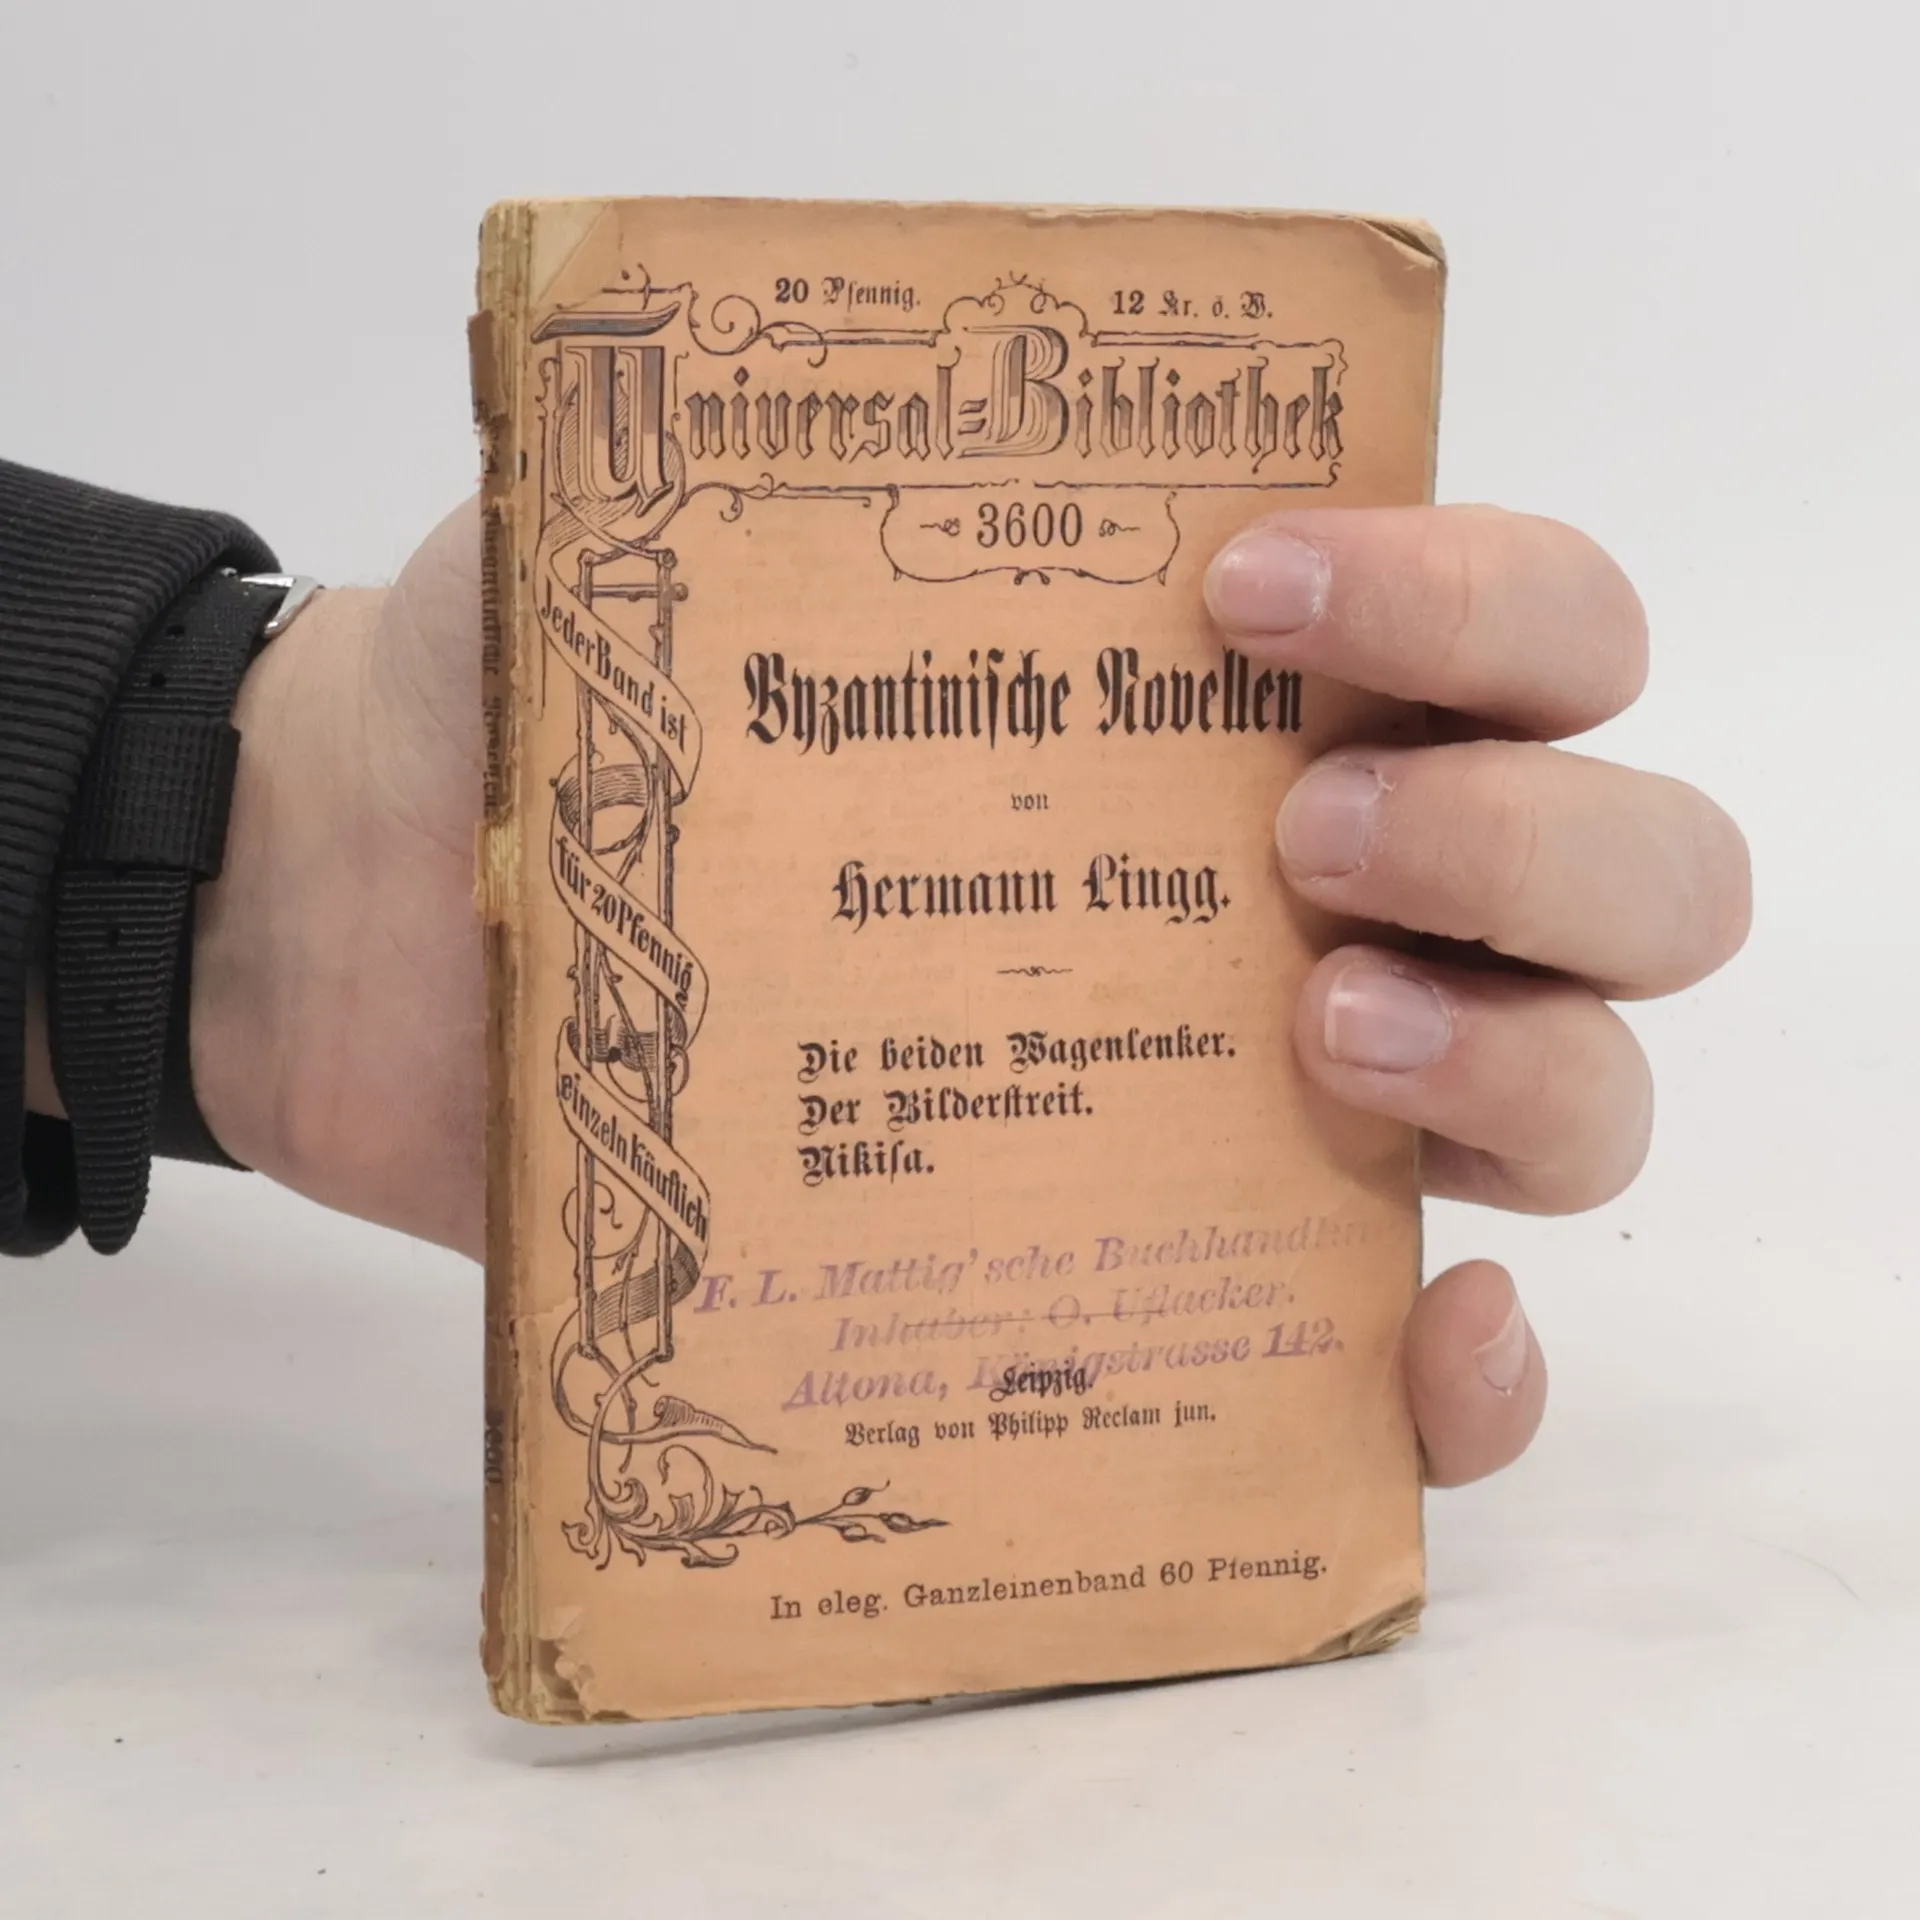 20 Pfennig. 12 Kr. ö. W.
Universal-Bibliothek
3600
Jeder Band ist
für 20 Pfennig
einzeln käuflich
Byzantinische Novellen
von
Hermann Lingg.
Die beiden Wagenlenker.
Der Bilderstreit.
Nikisa.
F. L. Mattig'sche
Inhaber: O. Uflacker.
Altona, Königstrasse 142.
Leipzig.
Verlag von Philipp Reclam jun.
In eleg. Ganzleinenband 60 Pfennig.